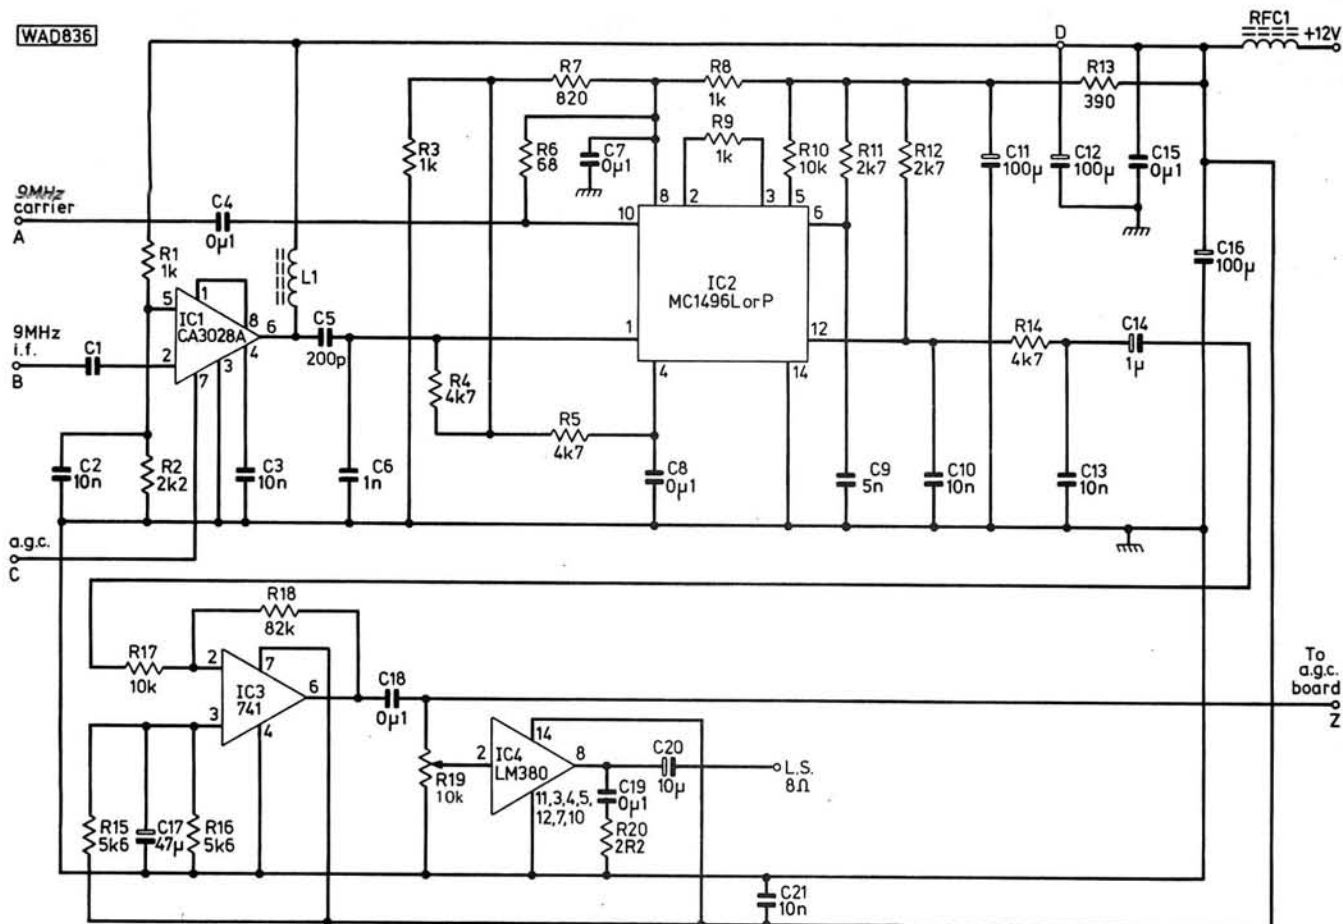 WAD836
RFC1
+12V
D
R7
820
R8
1k
R13
390
R3
1k
R6
68
C7
0µ1
R9
1k
R10
10k
R11
2k7
R12
2k7
C11
100µ
C12
100µ
C15
0µ1
9MHz
carrier
A
C4
0µ1
8
2
3
5
10
6
R1
1k
L1
C16
100µ
5
1
IC1
CA3028A
8
6
4
2
7
3
C5
200p
1
IC2
MC1496LorP
12
4
14
R14
4k7
C14
1µ
9MHz
i.f.
B
C1
R4
4k7
R5
4k7
C2
10n
R2
2k2
C3
10n
C6
1n
C8
0µ1
C9
5n
C10
10n
C13
10n
a.g.c.
C
R18
82k
R17
10k
2
7
IC3
741
6
3
4
C18
0µ1
To
a.g.c.
board
Z
14
2
IC4
LM380
8
11,3,4,5,
12,7,10
R19
10k
C20
10µ
L.S.
8Ω
C19
0µ1
R20
2R2
R15
5k6
C17
47µ
R16
5k6
C21
10n